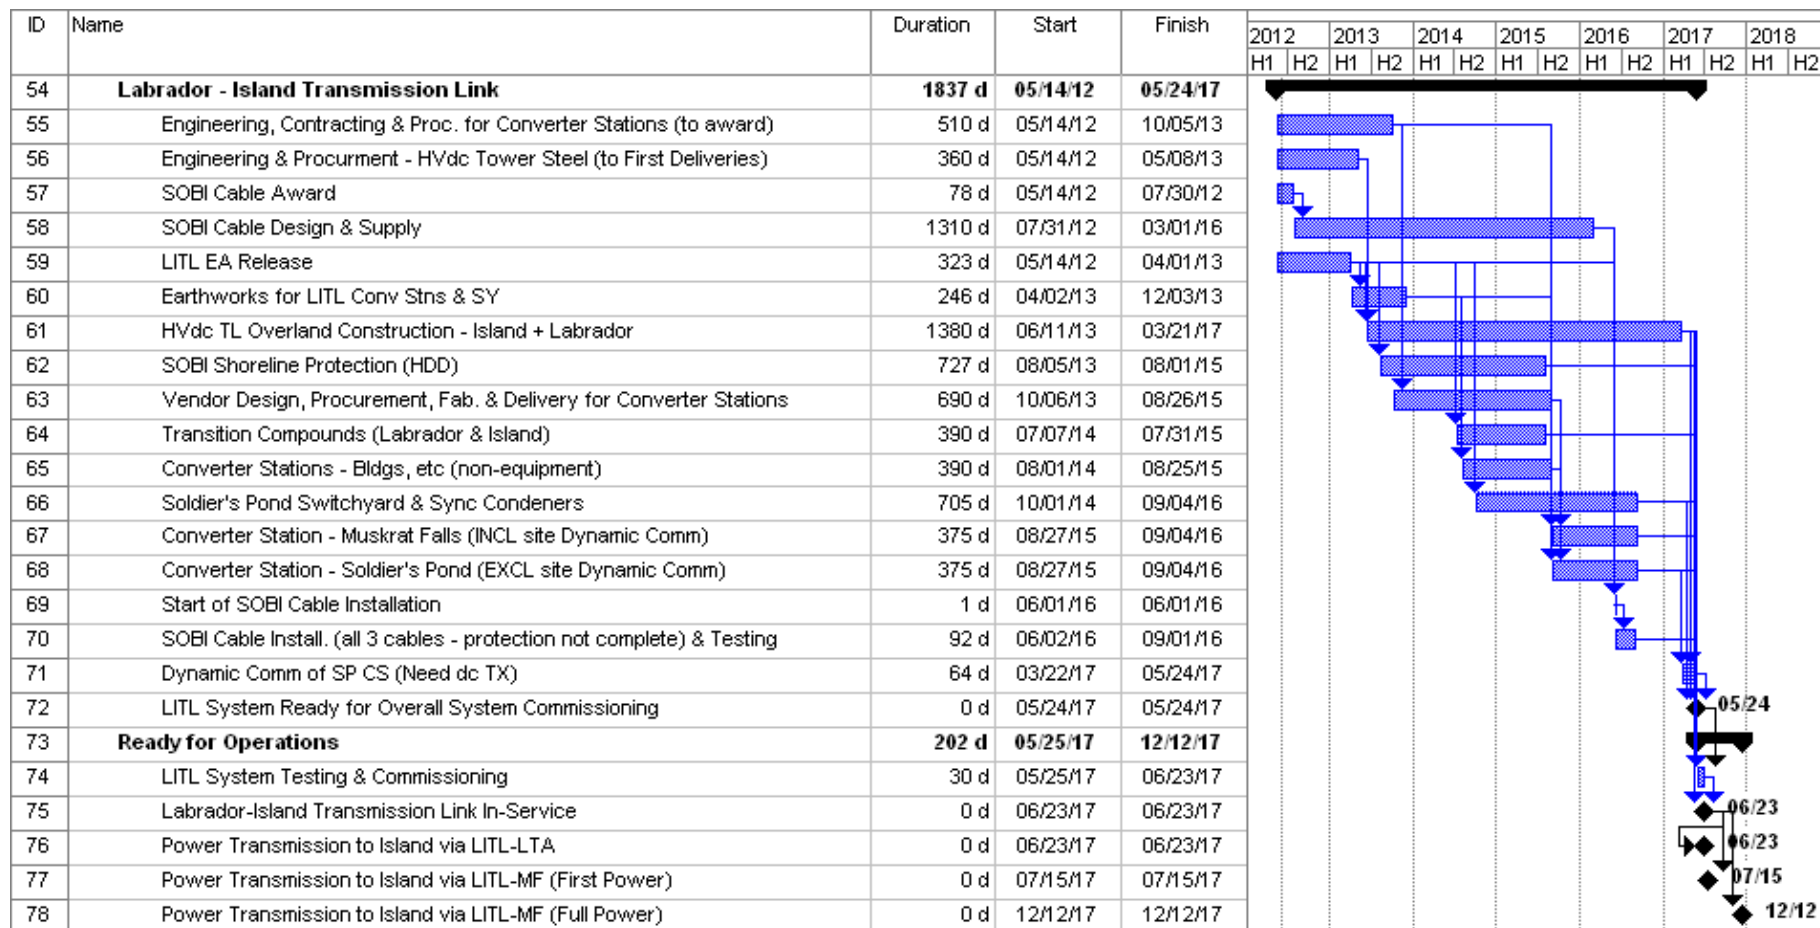 ID Name Duration Start Finish
2012 2013 2014 2015 2016 2017 2018
H1 H2 H1 H2 H1 H2 H1 H2 H1 H2 H1 H2 H1 H2
54 Labrador - Island Transmission Link 1837 d 05/14/12 05/24/17
55 Engineering, Contracting & Proc. for Converter Stations (to award) 510 d 05/14/12 10/05/13
56 Engineering & Procurment - HVdc Tower Steel (to First Deliveries) 360 d 05/14/12 05/08/13
57 SOBI Cable Award 78 d 05/14/12 07/30/12
58 SOBI Cable Design & Supply 1310 d 07/31/12 03/01/16
59 LITL EA Release 323 d 05/14/12 04/01/13
60 Earthworks for LITL Conv Stns & SY 246 d 04/02/13 12/03/13
61 HVdc TL Overland Construction - Island + Labrador 1380 d 06/11/13 03/21/17
62 SOBI Shoreline Protection (HDD) 727 d 08/05/13 08/01/15
63 Vendor Design, Procurement, Fab. & Delivery for Converter Stations 690 d 10/06/13 08/26/15
64 Transition Compounds (Labrador & Island) 390 d 07/07/14 07/31/15
65 Converter Stations - Bldgs, etc (non-equipment) 390 d 08/01/14 08/25/15
66 Soldier's Pond Switchyard & Sync Condeners 705 d 10/01/14 09/04/16
67 Converter Station - Muskrat Falls (INCL site Dynamic Comm) 375 d 08/27/15 09/04/16
68 Converter Station - Soldier's Pond (EXCL site Dynamic Comm) 375 d 08/27/15 09/04/16
69 Start of SOBI Cable Installation 1 d 06/01/16 06/01/16
70 SOBI Cable Install. (all 3 cables - protection not complete) & Testing 92 d 06/02/16 09/01/16
71 Dynamic Comm of SP CS (Need dc TX) 64 d 03/22/17 05/24/17
72 LITL System Ready for Overall System Commissioning 0 d 05/24/17 05/24/17 05/24
73 Ready for Operations 202 d 05/25/17 12/12/17
74 LITL System Testing & Commissioning 30 d 05/25/17 06/23/17
75 Labrador-Island Transmission Link In-Service 0 d 06/23/17 06/23/17 06/23
76 Power Transmission to Island via LITL-LTA 0 d 06/23/17 06/23/17 06/23
77 Power Transmission to Island via LITL-MF (First Power) 0 d 07/15/17 07/15/17 07/15
78 Power Transmission to Island via LITL-MF (Full Power) 0 d 12/12/17 12/12/17 12/12